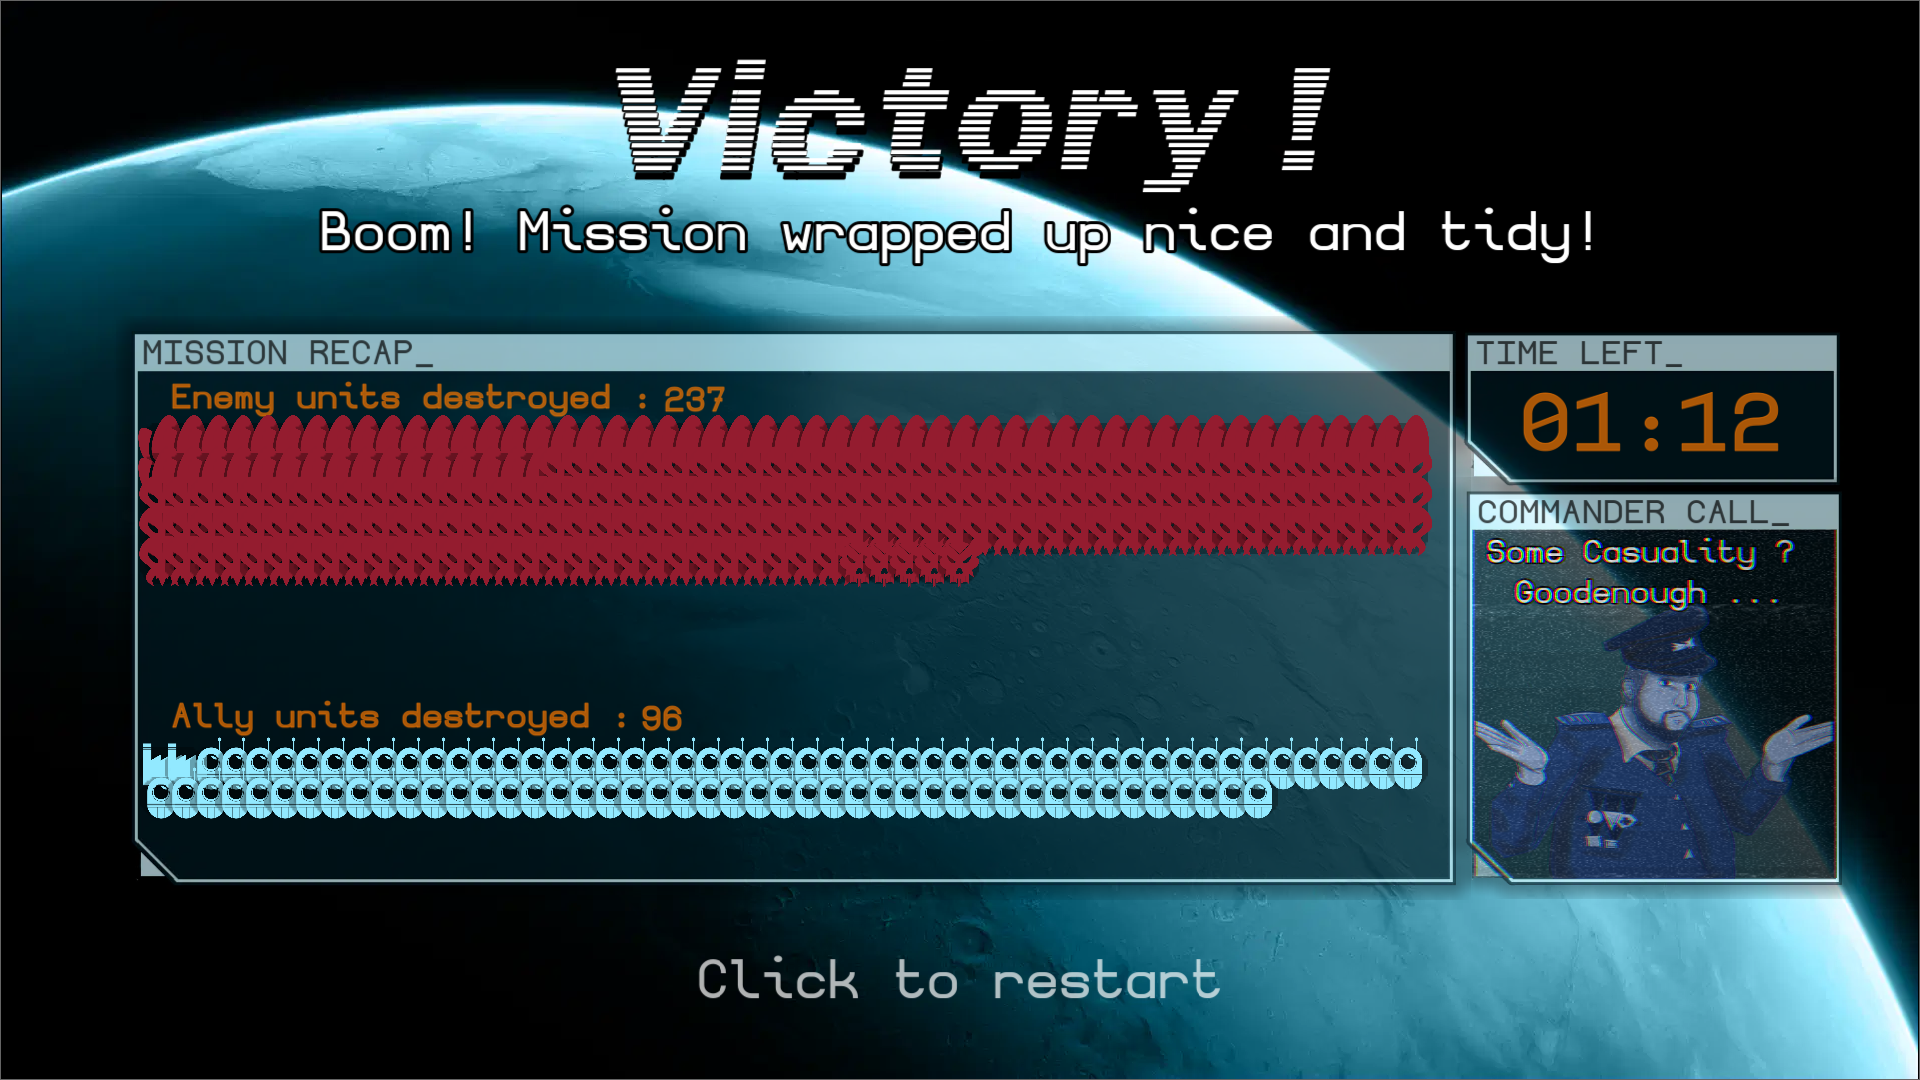 Victory!
Boom! Mission wrapped up nice and tidy!
MISSION RECAP_
Enemy units destroyed : 237
Ally units destroyed : 96
TIME LEFT_
01:12
COMMANDER CALL_
Some Casuality ?
Goodenough ...
Click to restart